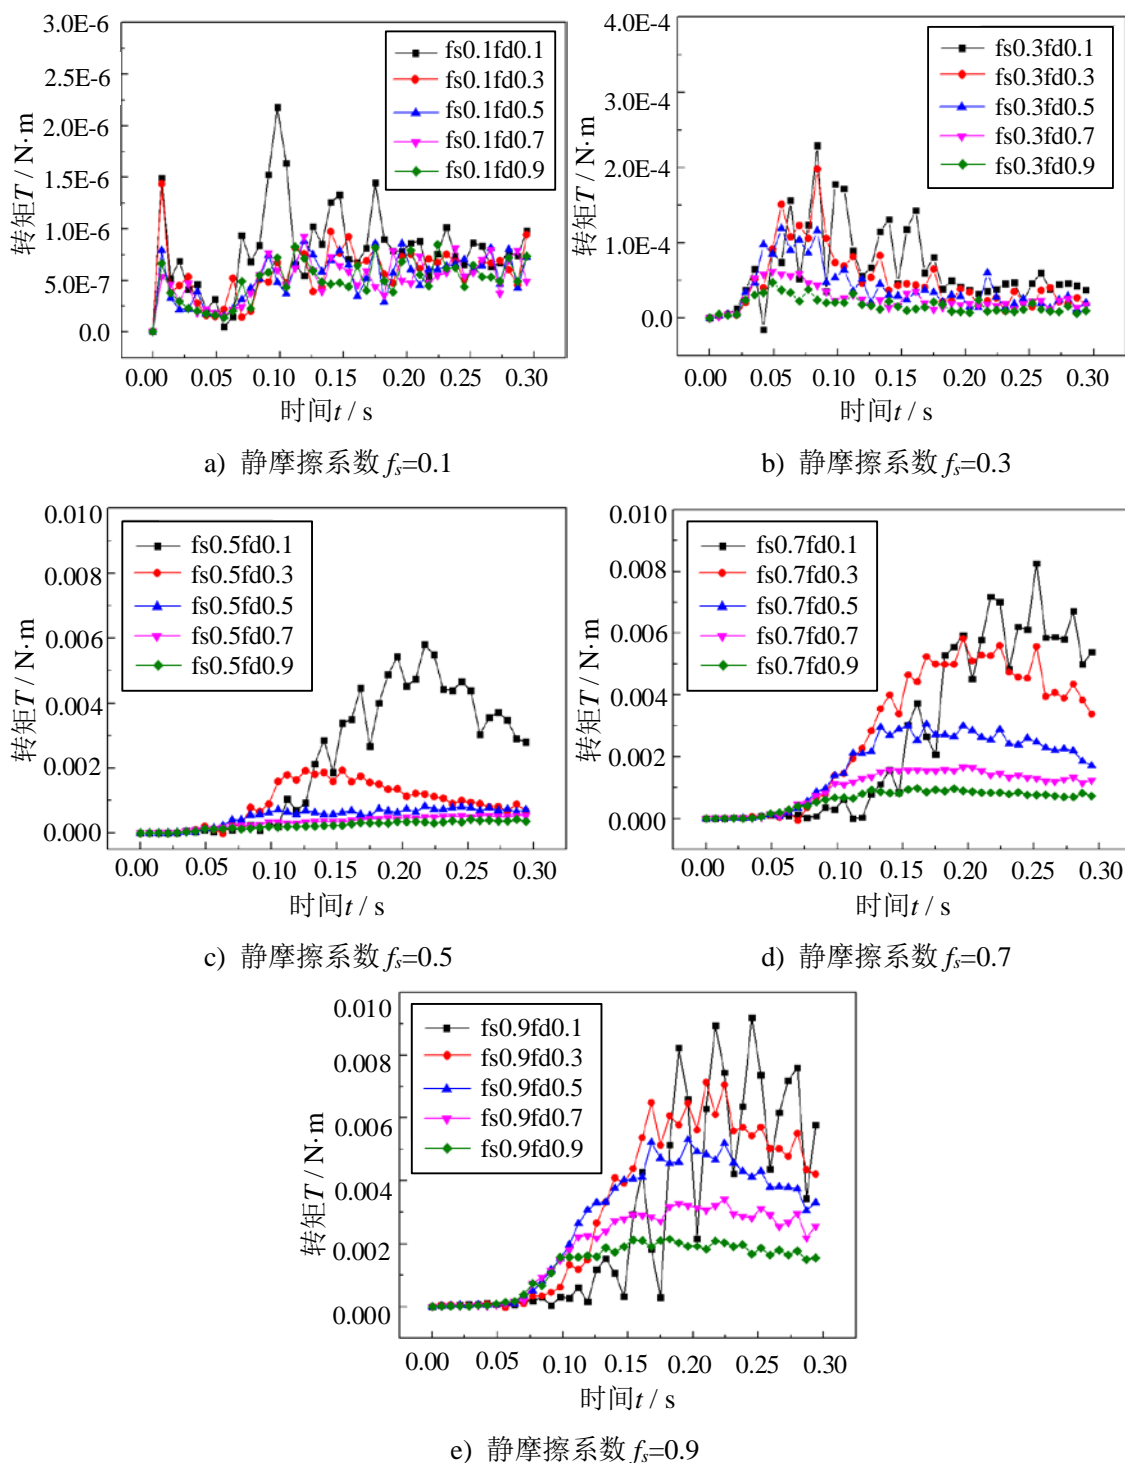 3.0E-6
2.5E-6
2.0E-6
1.5E-6
1.0E-6
5.0E-7
0.0
转矩T / N·m
fs0.1fd0.1
fs0.1fd0.3
fs0.1fd0.5
fs0.1fd0.7
fs0.1fd0.9
0.00 0.05 0.10 0.15 0.20 0.25 0.30
时间t / s
a) 静摩擦系数 fs=0.1
4.0E-4
3.0E-4
2.0E-4
1.0E-4
0.0
转矩T / N·m
fs0.3fd0.1
fs0.3fd0.3
fs0.3fd0.5
fs0.3fd0.7
fs0.3fd0.9
0.00 0.05 0.10 0.15 0.20 0.25 0.30
时间t / s
b) 静摩擦系数 fs=0.3
0.010
0.008
0.006
0.004
0.002
0.000
转矩T / N·m
fs0.5fd0.1
fs0.5fd0.3
fs0.5fd0.5
fs0.5fd0.7
fs0.5fd0.9
0.00 0.05 0.10 0.15 0.20 0.25 0.30
时间t / s
c) 静摩擦系数 fs=0.5
0.010
0.008
0.006
0.004
0.002
0.000
转矩T / N·m
fs0.7fd0.1
fs0.7fd0.3
fs0.7fd0.5
fs0.7fd0.7
fs0.7fd0.9
0.00 0.05 0.10 0.15 0.20 0.25 0.30
时间t / s
d) 静摩擦系数 fs=0.7
0.010
0.008
0.006
0.004
0.002
0.000
转矩T / N·m
fs0.9fd0.1
fs0.9fd0.3
fs0.9fd0.5
fs0.9fd0.7
fs0.9fd0.9
0.00 0.05 0.10 0.15 0.20 0.25 0.30
时间t / s
e) 静摩擦系数 fs=0.9